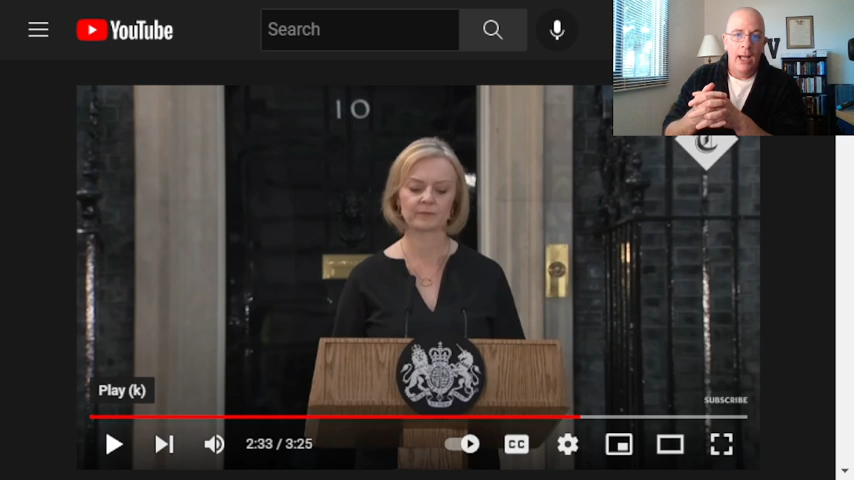 YouTube
Search
10
Play (k)
SUBSCRIBE
2:33 / 3:25
CC